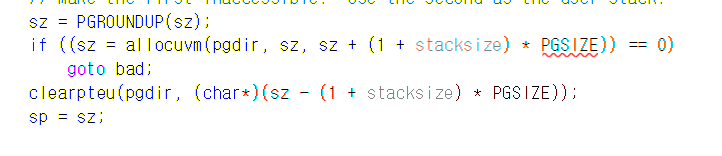 // Make the first inaccessible. Use the second as the user stack.
sz = PGROUNDUP(sz);
if ((sz = allocuvm(pgdir, sz, sz + (1 + stacksize) * PGSIZE)) == 0)
goto bad;
clearpteu(pgdir, (char*)(sz - (1 + stacksize) * PGSIZE));
sp = sz;